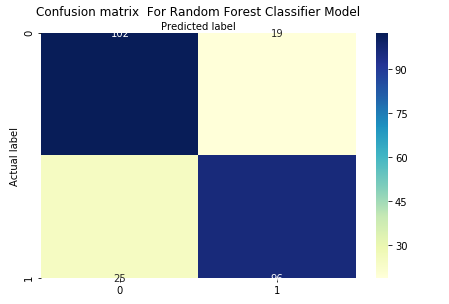 Confusion matrix For Random Forest Classifier Model
Predicted label
0 102 19
90
75
Actual label
60
45
30
1 25 96
0 1